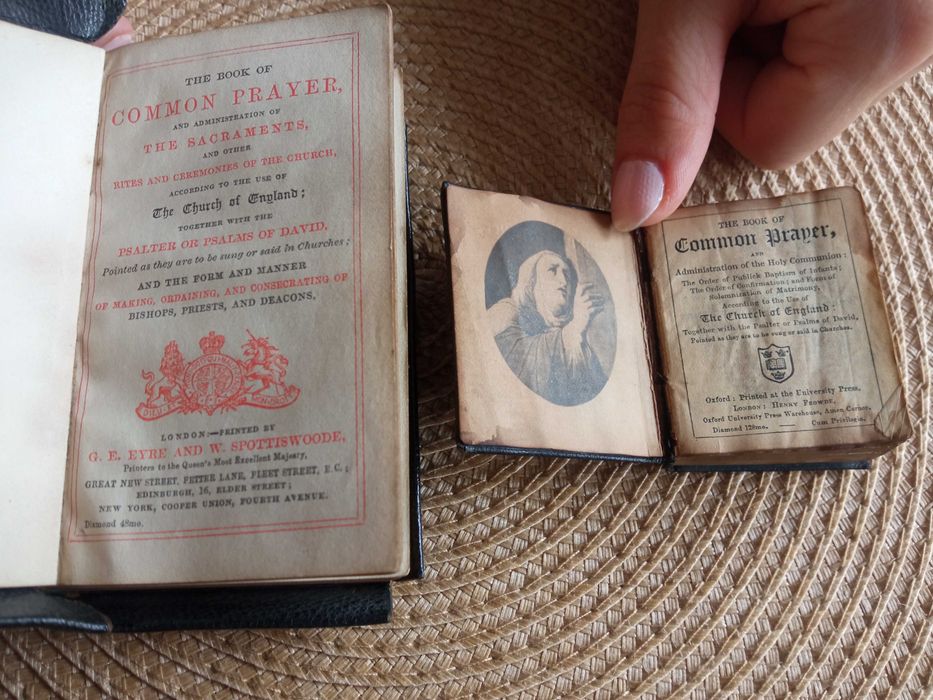 THE BOOK OF
COMMON PRAYER,
AND ADMINISTRATION OF
THE SACRAMENTS,
AND OTHER
RITES AND CEREMONIES OF THE CHURCH,
ACCORDING TO THE USE OF
The Church of England;
TOGETHER WITH THE
PSALTER OR PSALMS OF DAVID,
Pointed as they are to be sung or said in Churches;
AND THE FORM AND MANNER
OF MAKING, ORDAINING, AND CONSECRATING OF
BISHOPS, PRIESTS, AND DEACONS.
LONDON:—PRINTED BY
G. E. EYRE AND W. SPOTTISWOODE,
Printers to the Queen's Most Excellent Majesty,
GREAT NEW STREET, FETTER LANE, FLEET STREET, E.C.;
EDINBURGH, 16, ELDER STREET;
NEW YORK, COOPER UNION, FOURTH AVENUE.
Diamond 48mo.
THE BOOK OF
Common Prayer,
AND
Administration of the Holy Communion:
The Order of Publick Baptism of Infants;
The Order of Confirmation; and Form of
Solemnization of Matrimony,
According to the Use of
The Church of England:
Together with the Psalter or Psalms of David,
Pointed as they are to be sung or said in Churches.
Oxford: Printed at the University Press.
LONDON: HENRY FROWDE,
Oxford University Press Warehouse, Amen Corner.
Diamond 128mo. — Cum Privilegio.